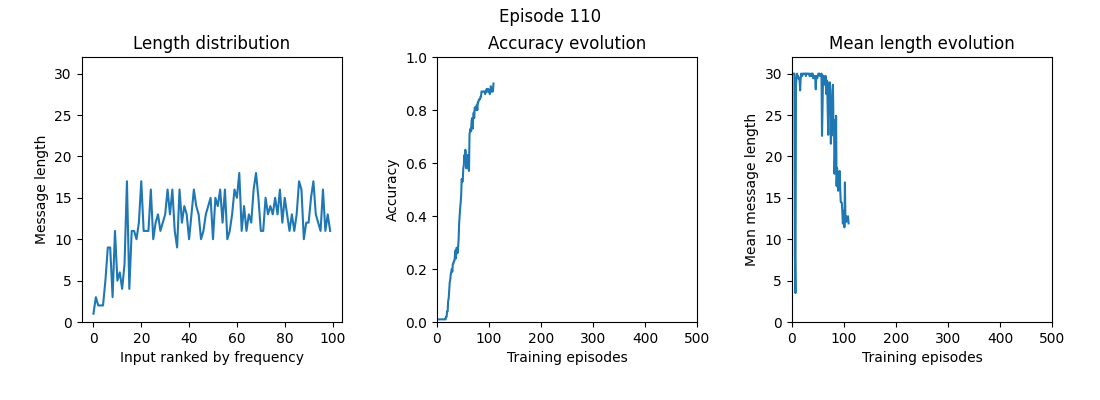 Episode 110
Length distribution
Accuracy evolution
Mean length evolution
Message length
30
25
20
15
10
5
0
0 20 40 60 80 100
Input ranked by frequency
Accuracy
1.0
0.8
0.6
0.4
0.2
0.0
0 100 200 300 400 500
Training episodes
Mean message length
30
25
20
15
10
5
0
0 100 200 300 400 500
Training episodes